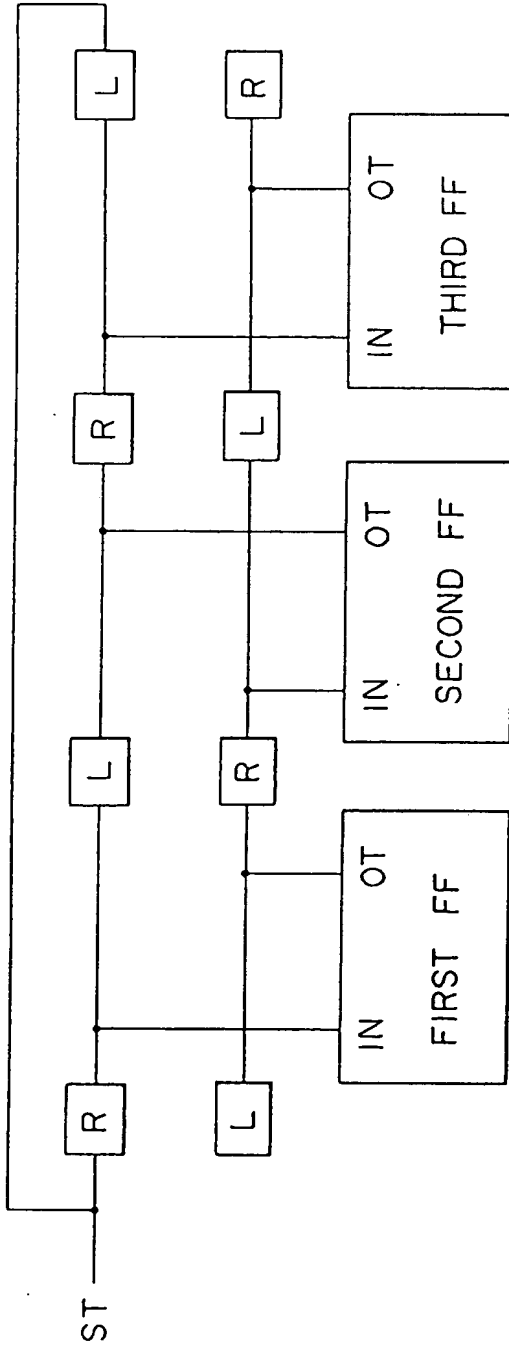 ST
R L R L
L R L R
IN OT IN OT IN OT
FIRST FF SECOND FF THIRD FF